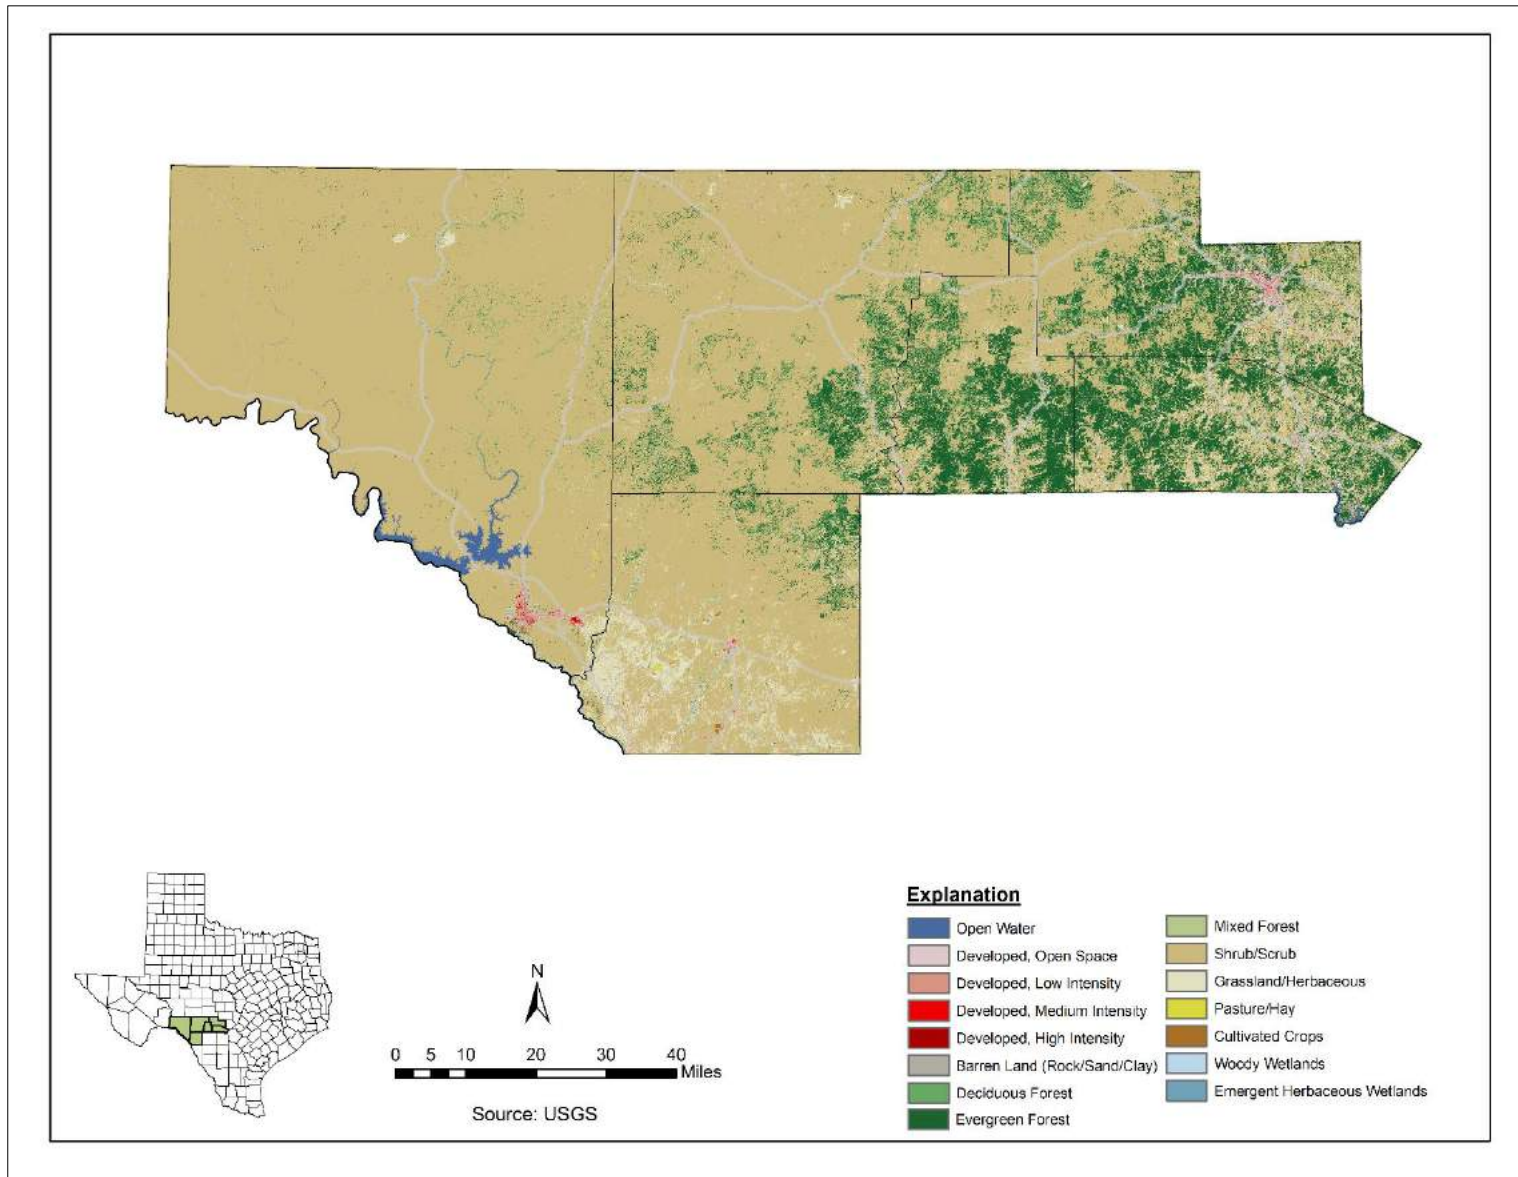 Explanation
Open Water
Developed, Open Space
Developed, Low Intensity
Developed, Medium Intensity
Developed, High Intensity
Barren Land (Rock/Sand/Clay)
Deciduous Forest
Evergreen Forest
Mixed Forest
Shrub/Scrub
Grassland/Herbaceous
Pasture/Hay
Cultivated Crops
Woody Wetlands
Emergent Herbaceous Wetlands
N
0 5 10 20 30 40
Miles
Source: USGS